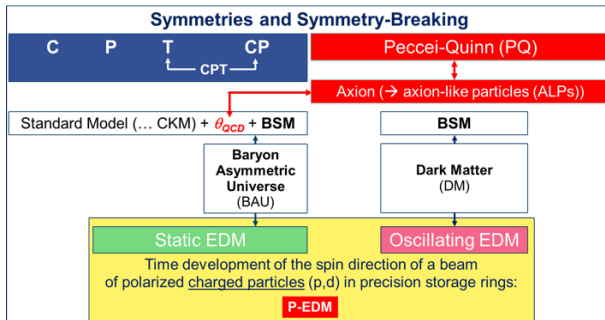 Symmetries and Symmetry-Breaking
C P T CP
CPT
Peccei-Quinn (PQ)
Axion (→ axion-like particles (ALPs))
Standard Model (... CKM) + θQCD + BSM
BSM
Baryon
Asymmetric
Universe
(BAU)
Dark Matter
(DM)
Static EDM
Oscillating EDM
Time development of the spin direction of a beam
of polarized charged particles (p,d) in precision storage rings:
P-EDM